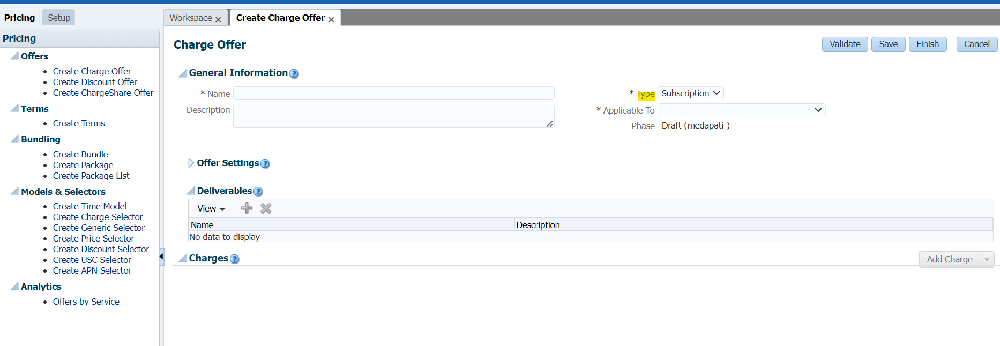 Pricing Setup
Workspace Create Charge Offer
Pricing
Offers
Create Charge Offer
Create Discount Offer
Create ChargeShare Offer
Terms
Create Terms
Bundling
Create Bundle
Create Package
Create Package List
Models & Selectors
Create Time Model
Create Charge Selector
Create Generic Selector
Create Price Selector
Create Discount Selector
Create USC Selector
Create APN Selector
Analytics
Offers by Service
Charge Offer
Validate Save Finish Cancel
General Information
* Name
Description
* Type Subscription
* Applicable To
Phase Draft (medapati )
Offer Settings
Deliverables
View
Name Description
No data to display
Charges
Add Charge